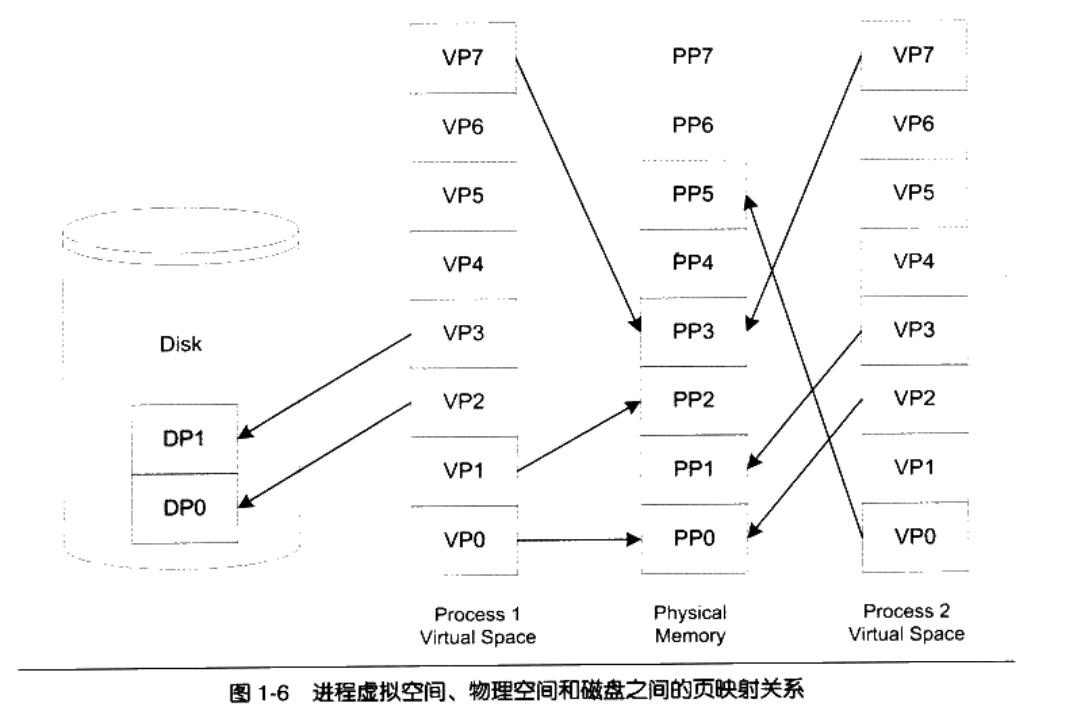 VP7 PP7 VP7
VP6 PP6 VP6
VP5 PP5 VP5
VP4 PP4 VP4
Disk VP3 PP3 VP3
VP2 PP2 VP2
DP1
VP1 PP1 VP1
DP0
VP0 PP0 VP0
Process 1 Physical Process 2
Virtual Space Memory Virtual Space
图 1-6 进程虚拟空间、物理空间和磁盘之间的页映射关系